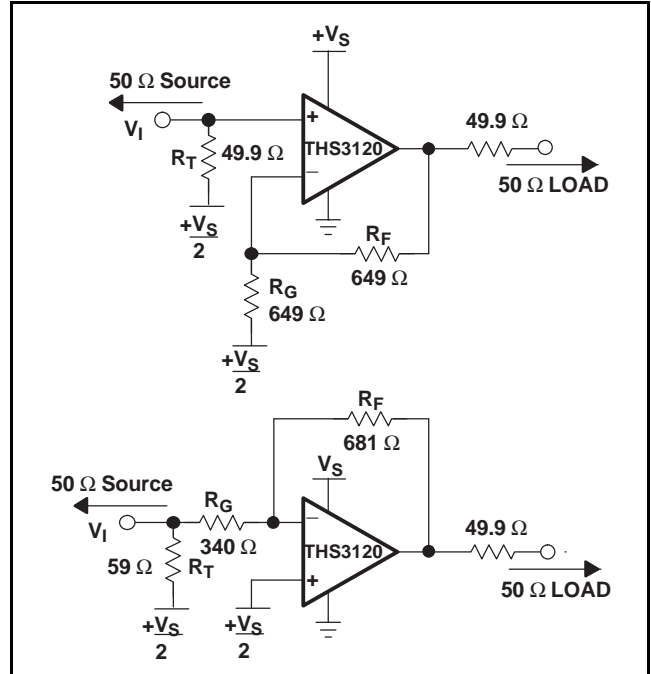 +VS
50 Ω Source
VI
+
THS3120
−
RT 49.9 Ω
49.9 Ω
50 Ω LOAD
+VS
2
RF
649 Ω
RG
649 Ω
+VS
2
RF
681 Ω
VS
50 Ω Source
RG
VI
340 Ω
−
THS3120
+
49.9 Ω
50 Ω LOAD
59 Ω RT
+VS
2
+VS
2